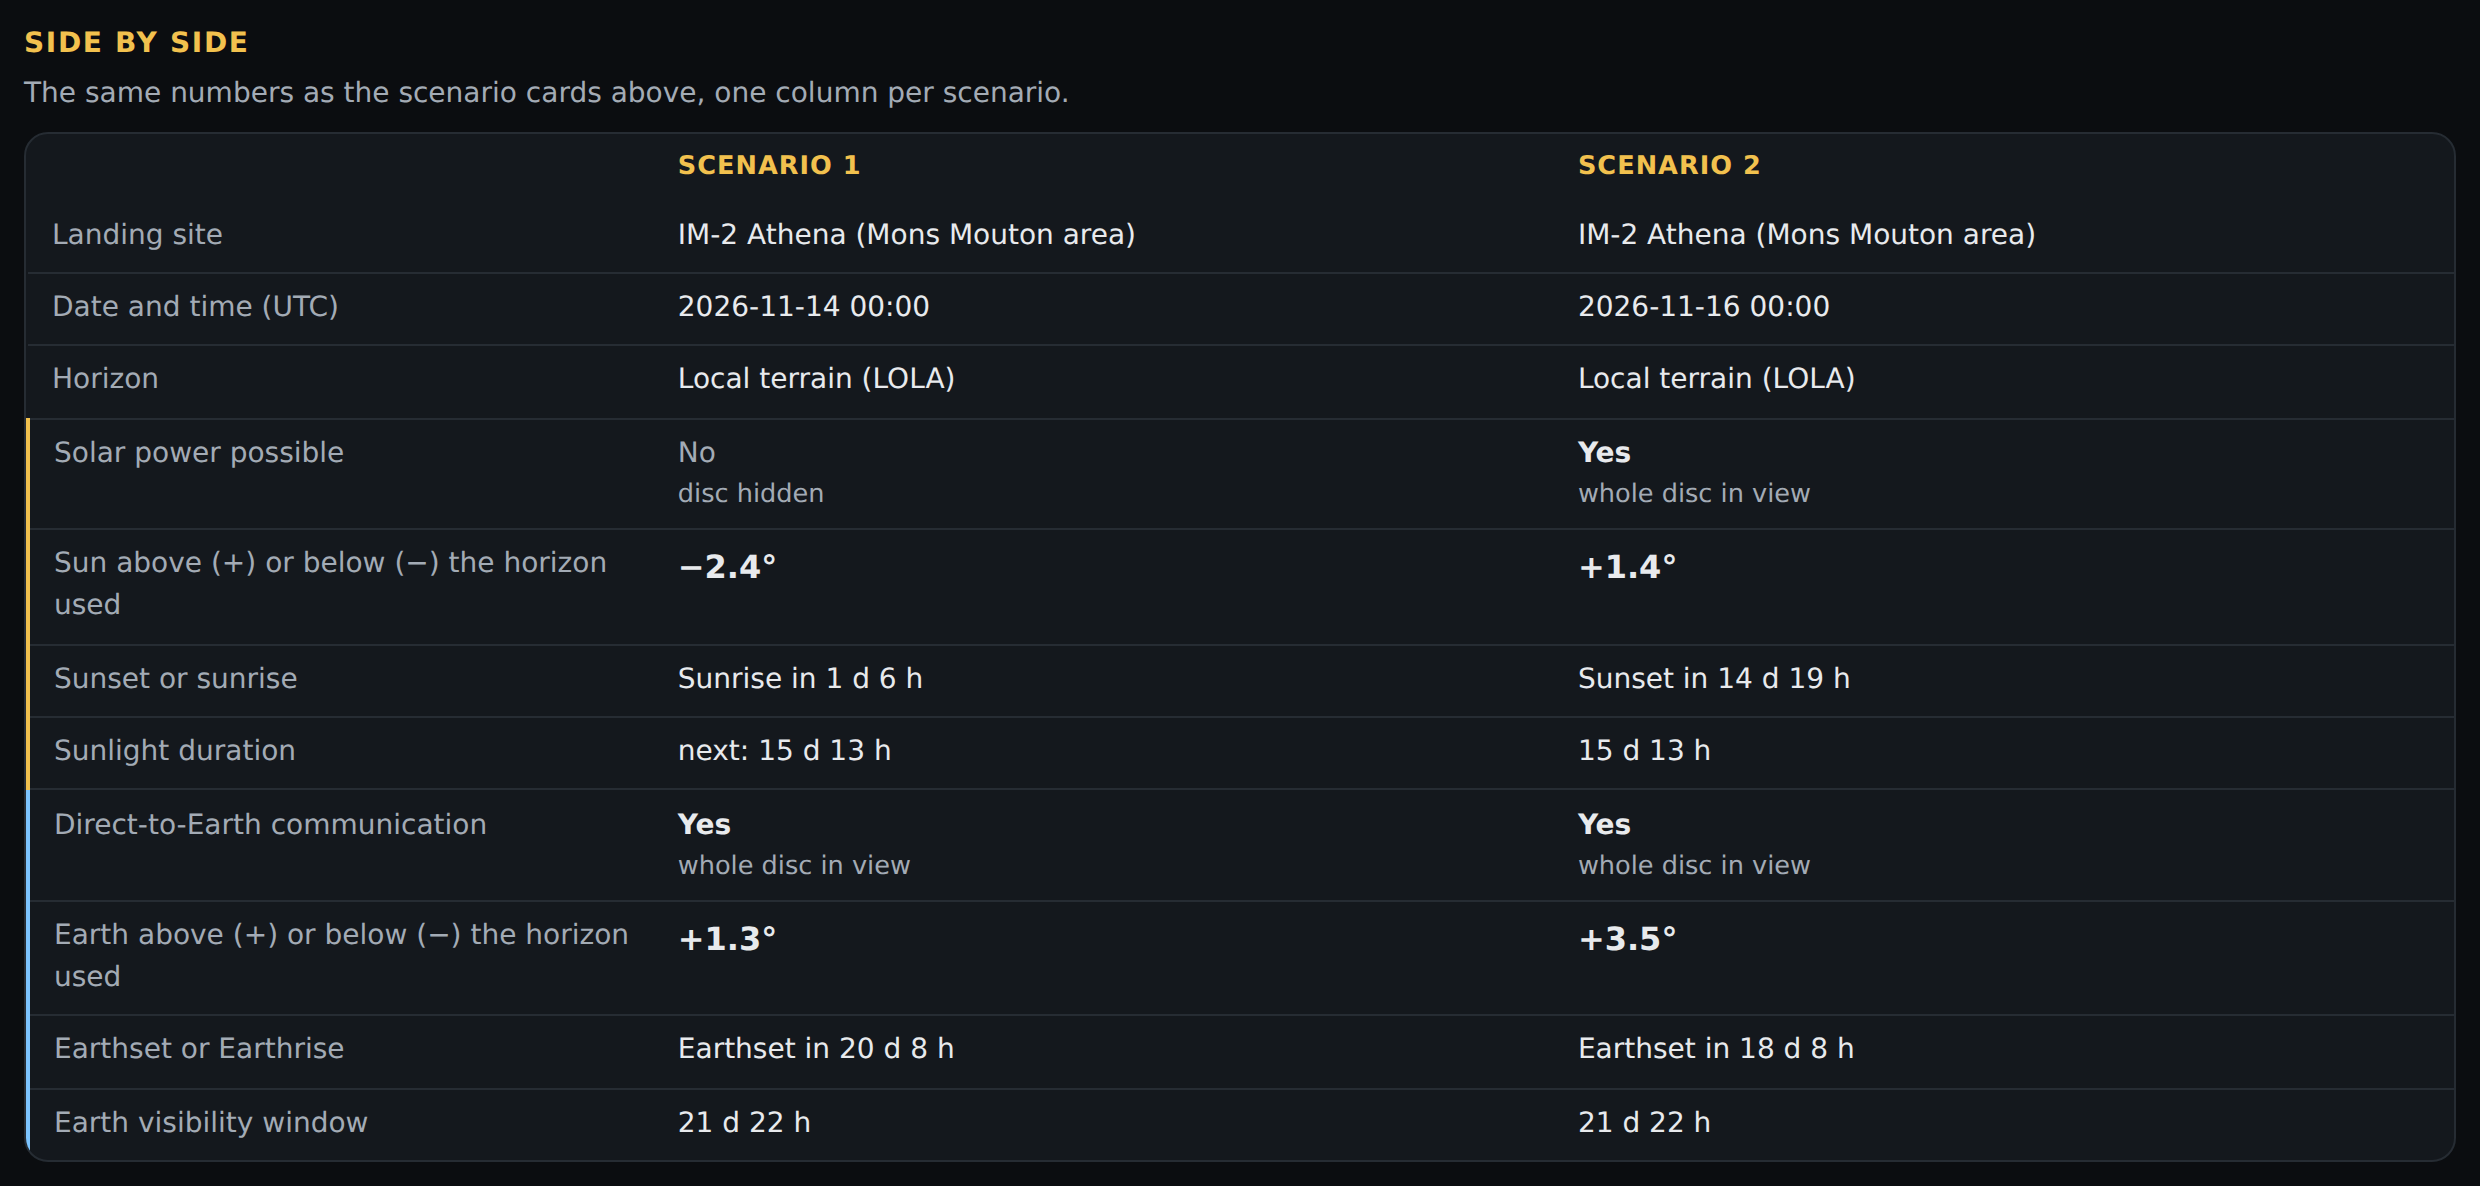 SIDE BY SIDE
The same numbers as the scenario cards above, one column per scenario.
SCENARIO 1 SCENARIO 2
Landing site IM-2 Athena (Mons Mouton area) IM-2 Athena (Mons Mouton area)
Date and time (UTC) 2026-11-14 00:00 2026-11-16 00:00
Horizon Local terrain (LOLA) Local terrain (LOLA)
Solar power possible No Yes
disc hidden whole disc in view
Sun above (+) or below (−) the horizon −2.4° +1.4°
used
Sunset or sunrise Sunrise in 1 d 6 h Sunset in 14 d 19 h
Sunlight duration next: 15 d 13 h 15 d 13 h
Direct-to-Earth communication Yes Yes
whole disc in view whole disc in view
Earth above (+) or below (−) the horizon +1.3° +3.5°
used
Earthset or Earthrise Earthset in 20 d 8 h Earthset in 18 d 8 h
Earth visibility window 21 d 22 h 21 d 22 h